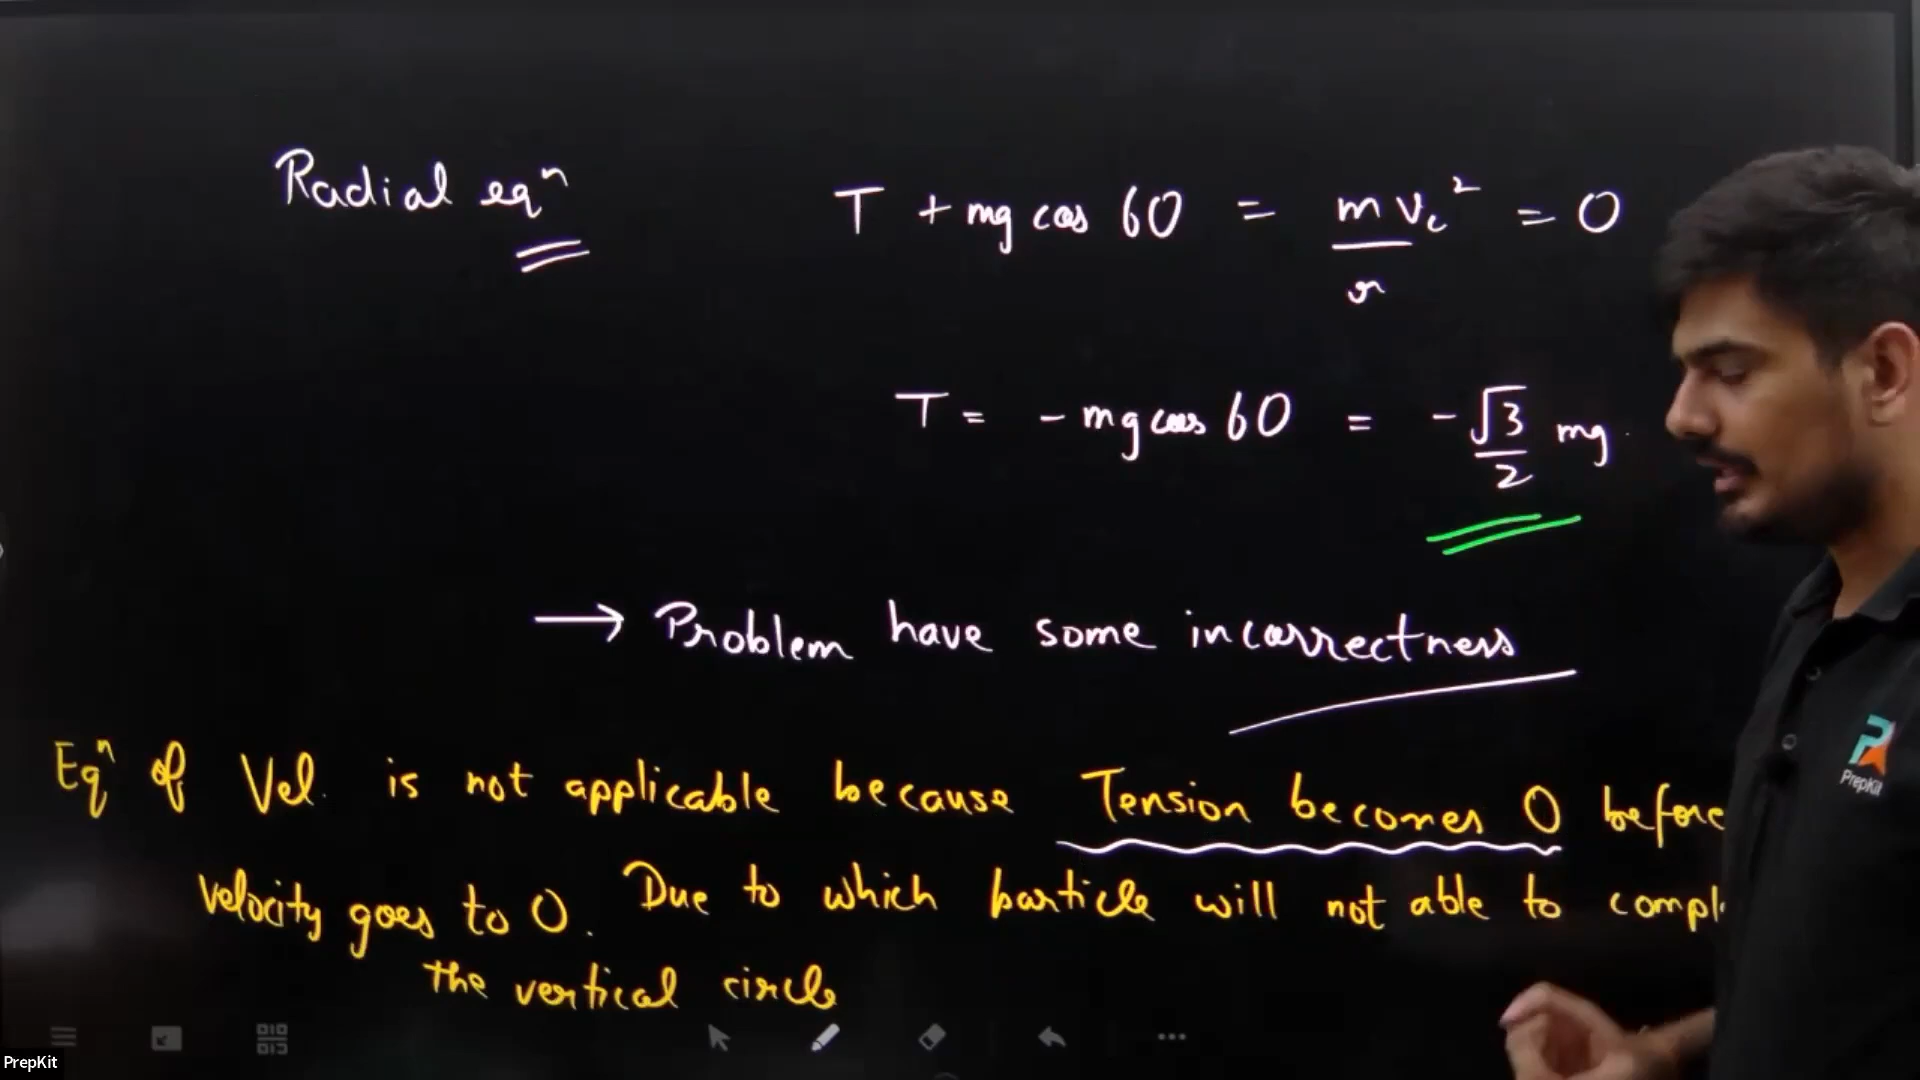 Radial eqⁿ
T + mg cos 60 = mv꜀²/r = 0
T = - mg cos 60 = - √3/2 mg.
→ Problem have some incorrectness
Eqⁿ of Vel. is not applicable because Tension becomes 0 before
velocity goes to 0. Due to which particle will not able to compl
the vertical circle
PrepKit
PrepKit